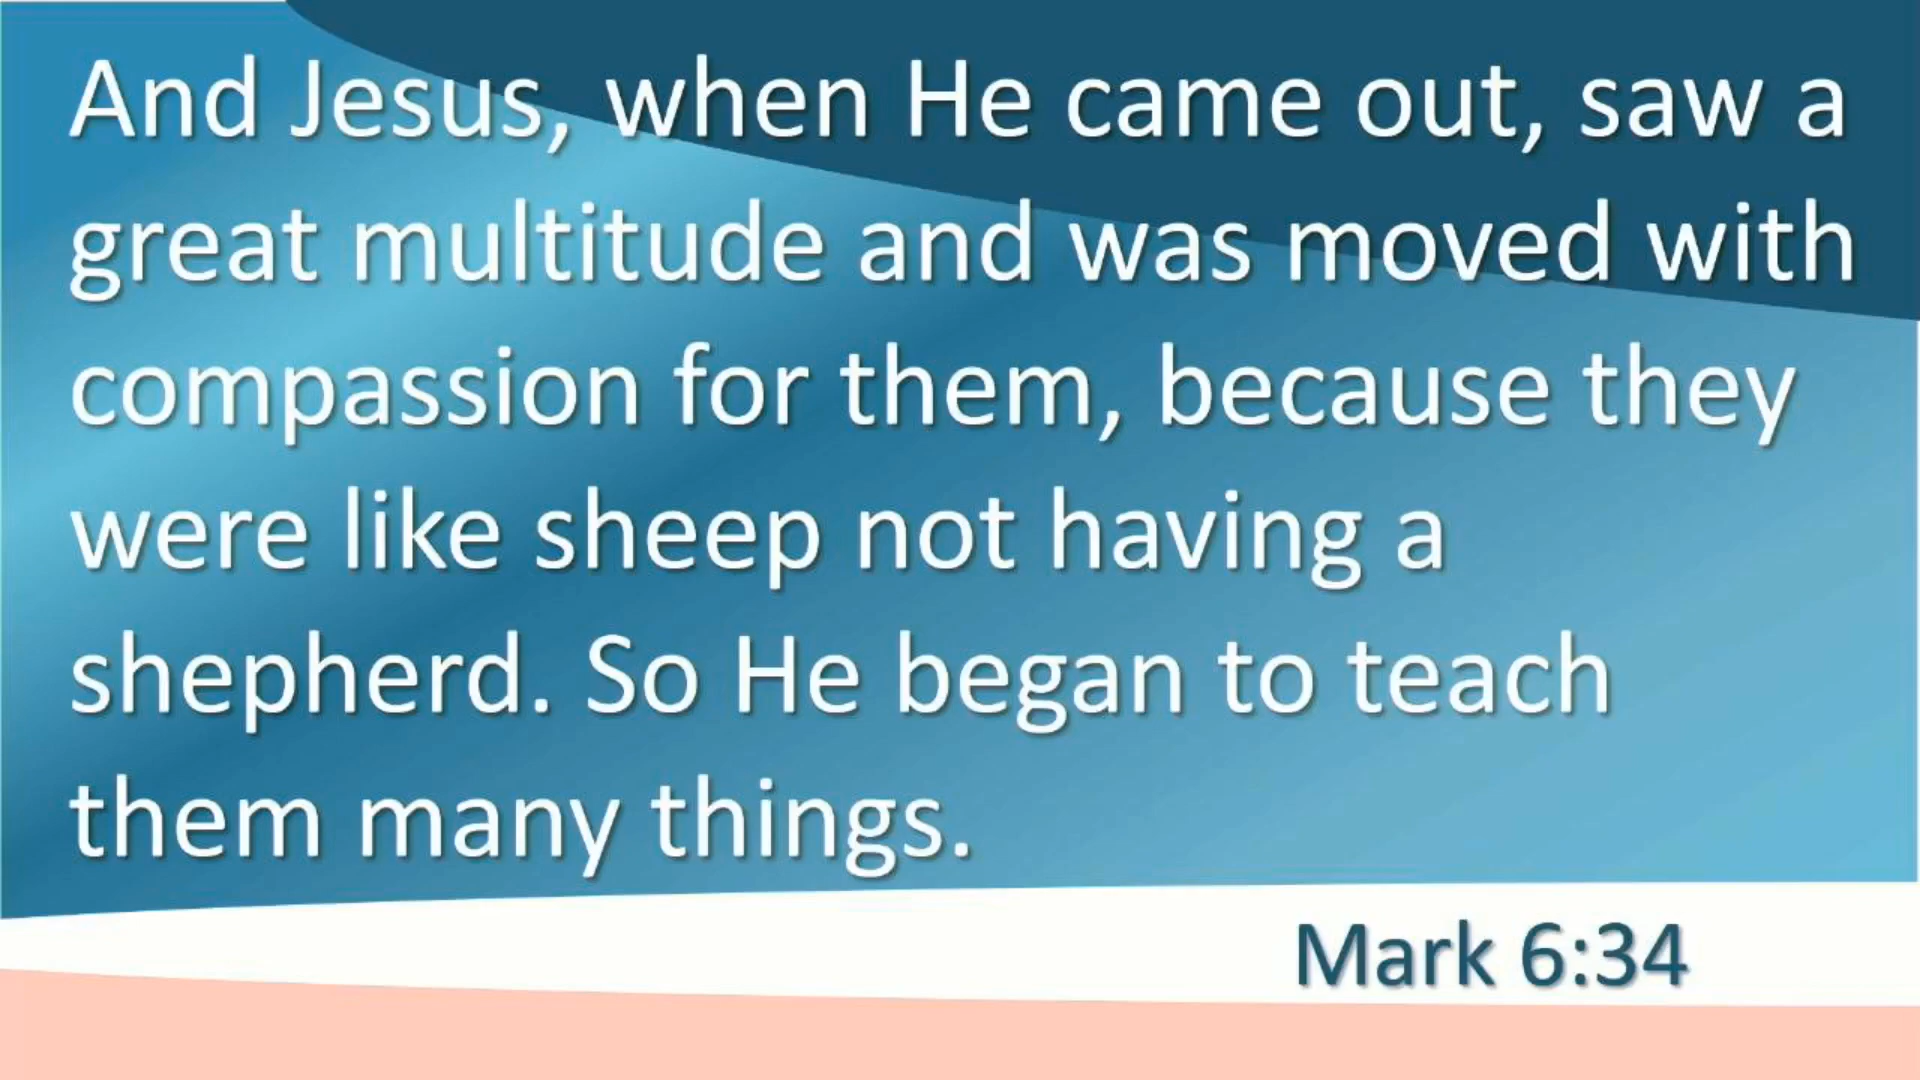 And Jesus, when He came out, saw a
great multitude and was moved with
compassion for them, because they
were like sheep not having a
shepherd. So He began to teach
them many things.
Mark 6:34